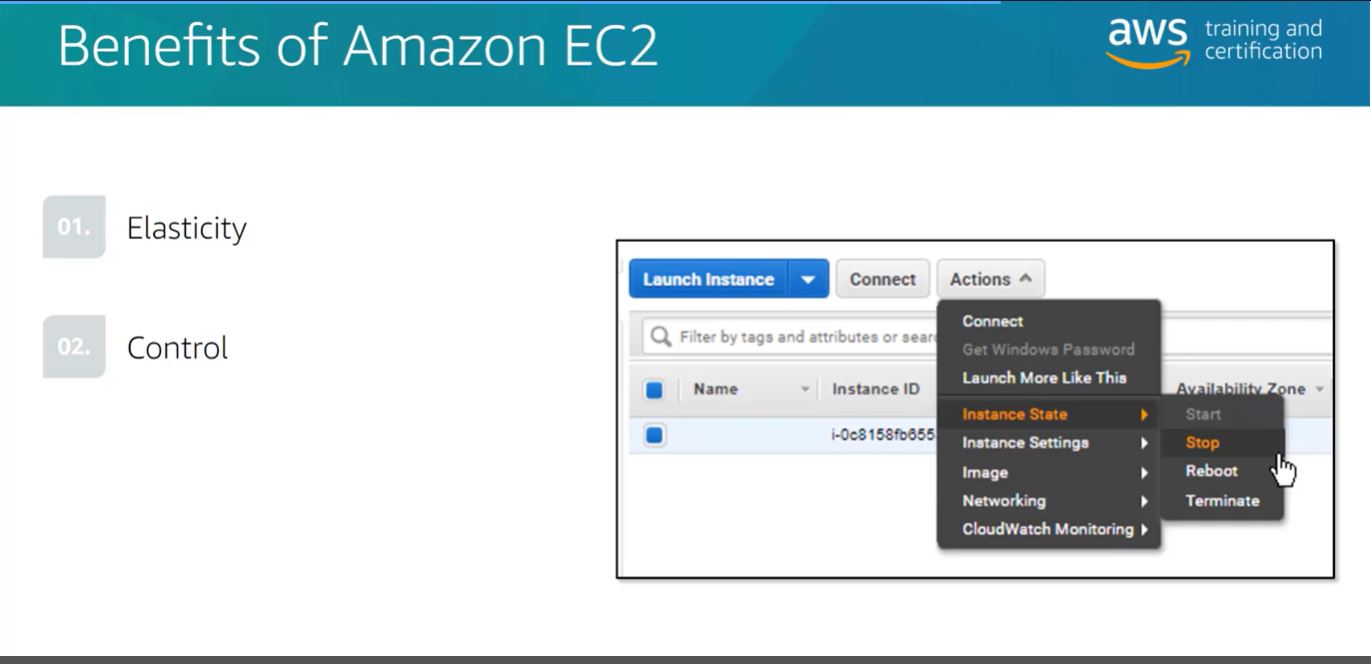 Benefits of Amazon EC2
aws training and
certification
01. Elasticity
02. Control
Launch Instance
Connect
Actions
Filter by tags and attributes or sear
Name
Instance ID
Availability Zone
i-0c8158fb655
Connect
Get Windows Password
Launch More Like This
Instance State
Instance Settings
Image
Networking
CloudWatch Monitoring
Start
Stop
Reboot
Terminate